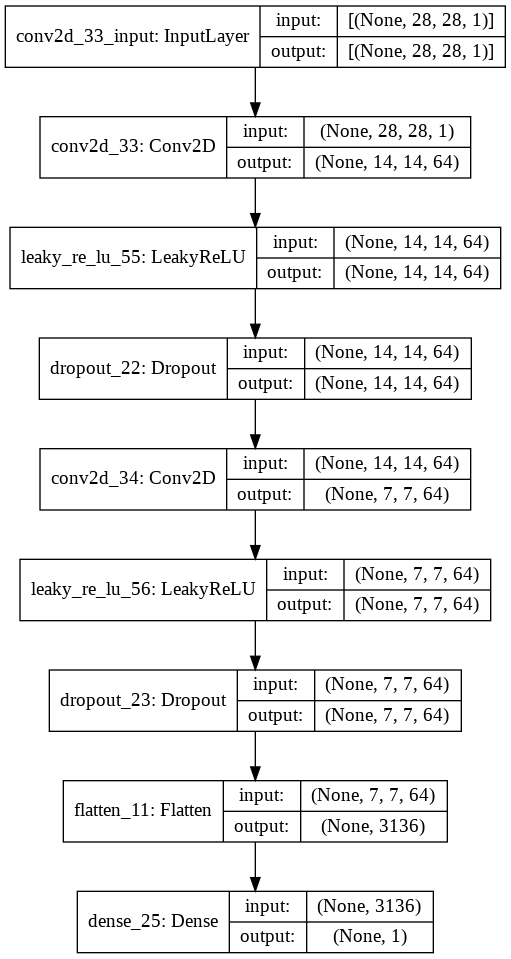 conv2d_33_input: InputLayer
input: [(None, 28, 28, 1)]
output: [(None, 28, 28, 1)]
conv2d_33: Conv2D
input: (None, 28, 28, 1)
output: (None, 14, 14, 64)
leaky_re_lu_55: LeakyReLU
input: (None, 14, 14, 64)
output: (None, 14, 14, 64)
dropout_22: Dropout
input: (None, 14, 14, 64)
output: (None, 14, 14, 64)
conv2d_34: Conv2D
input: (None, 14, 14, 64)
output: (None, 7, 7, 64)
leaky_re_lu_56: LeakyReLU
input: (None, 7, 7, 64)
output: (None, 7, 7, 64)
dropout_23: Dropout
input: (None, 7, 7, 64)
output: (None, 7, 7, 64)
flatten_11: Flatten
input: (None, 7, 7, 64)
output: (None, 3136)
dense_25: Dense
input: (None, 3136)
output: (None, 1)